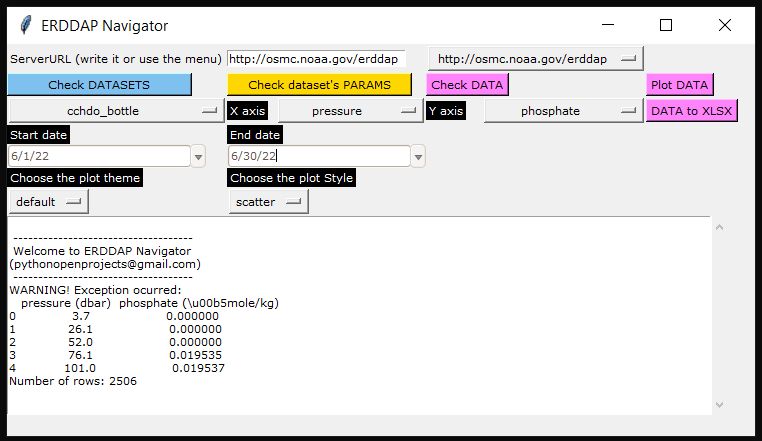 ERDDAP Navigator
ServerURL (write it or use the menu) http://osmc.noaa.gov/erddap http://osmc.noaa.gov/erddap
Check DATASETS Check dataset's PARAMS Check DATA Plot DATA
cchdo_bottle X axis pressure Y axis phosphate DATA to XLSX
Start date End date
6/1/22 6/30/22
Choose the plot theme Choose the plot Style
default scatter
-----------------------------------
Welcome to ERDDAP Navigator
(pythonopenprojects@gmail.com)
-----------------------------------
WARNING! Exception ocurred:
pressure (dbar) phosphate (\u00b5mole/kg)
0 3.7 0.000000
1 26.1 0.000000
2 52.0 0.000000
3 76.1 0.019535
4 101.0 0.019537
Number of rows: 2506